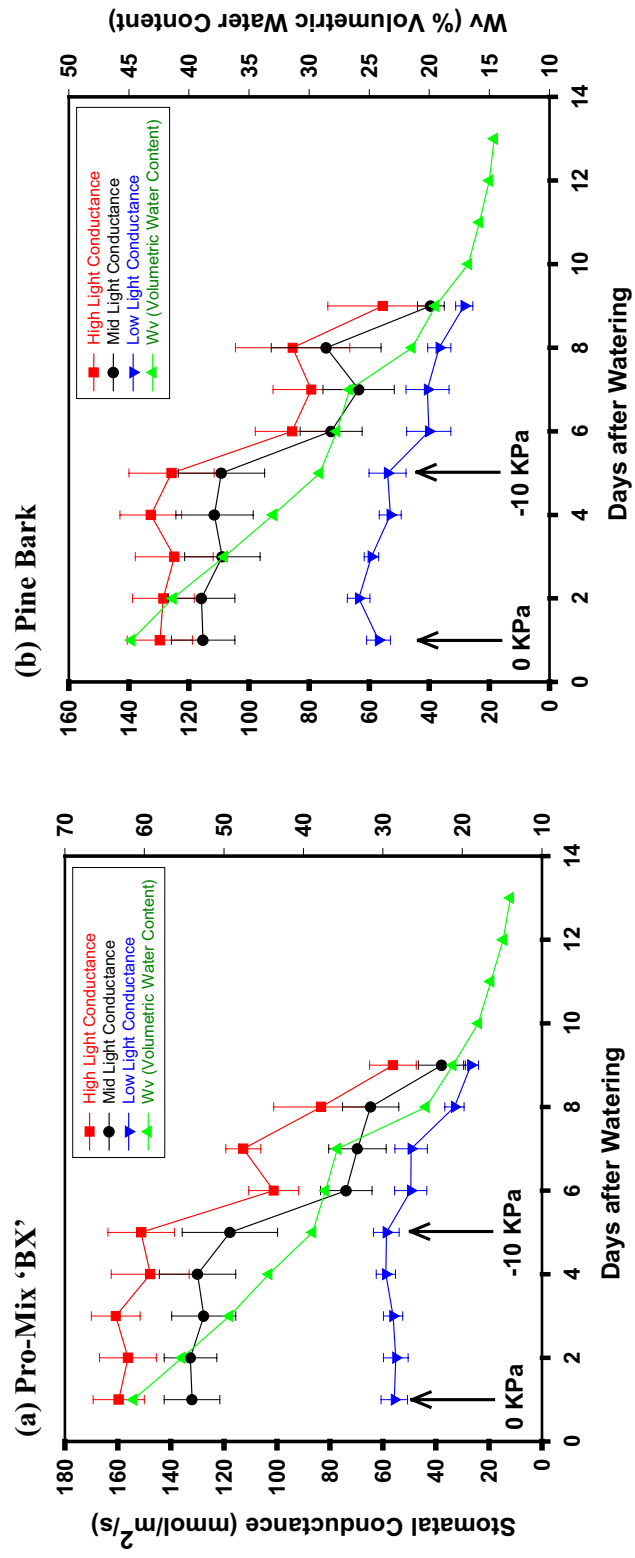 (a) Pro-Mix ‘BX’
Stomatal Conductance (mmol/m2/s)
180
160
140
120
100
80
60
40
20
0
High Light Conductance
Mid Light Conductance
Low Light Conductance
Wv (Volumetric Water Content)
70
60
50
40
30
20
10
0 KPa
-10 KPa
0
2
4
6
8
10
12
14
Days after Watering
(b) Pine Bark
160
140
120
100
80
60
40
20
0
High Light Conductance
Mid Light Conductance
Low Light Conductance
Wv (Volumetric Water Content)
48
45
40
35
30
25
20
15
10
Wv (% Volumetric Water Content)
0 KPa
-10 KPa
0
2
4
6
8
10
12
14
Days after Watering